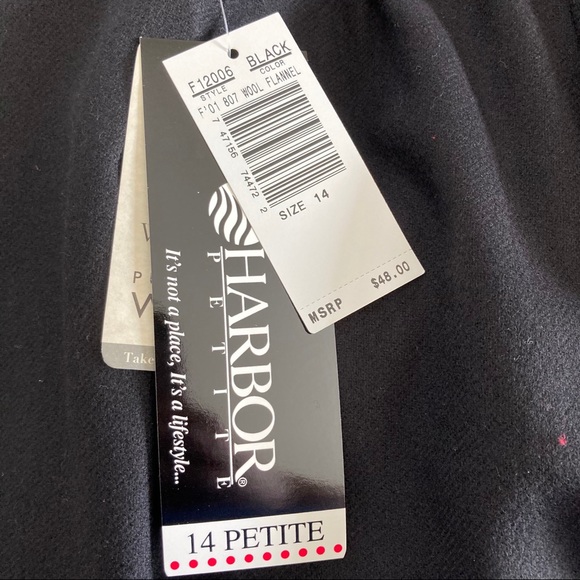 F12006 BLACK
STYLE COLOR
F'01 807 WOOL FLANNEL
7 47156 74472 2
SIZE 14
MSRP $48.00
HARBOR®
PETITE
It's not a place, It's a lifestyle...
14 PETITE
Take